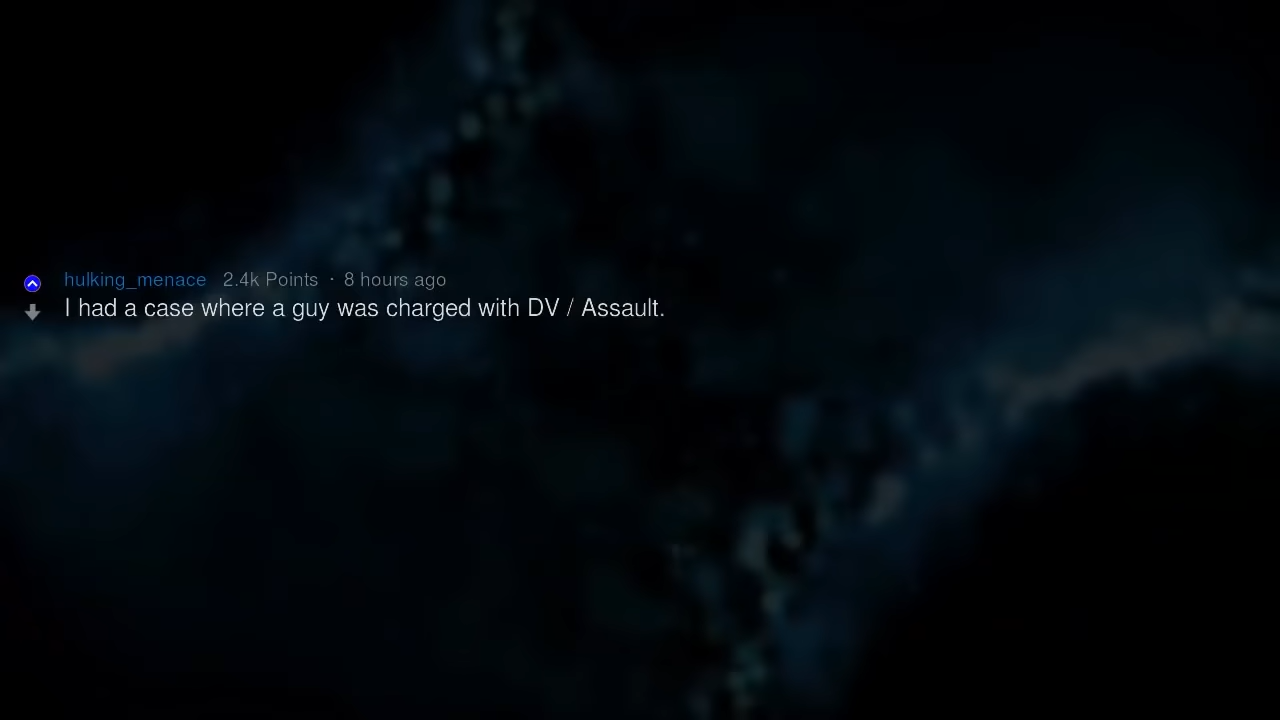 hulking_menace 2.4k Points · 8 hours ago
I had a case where a guy was charged with DV / Assault.